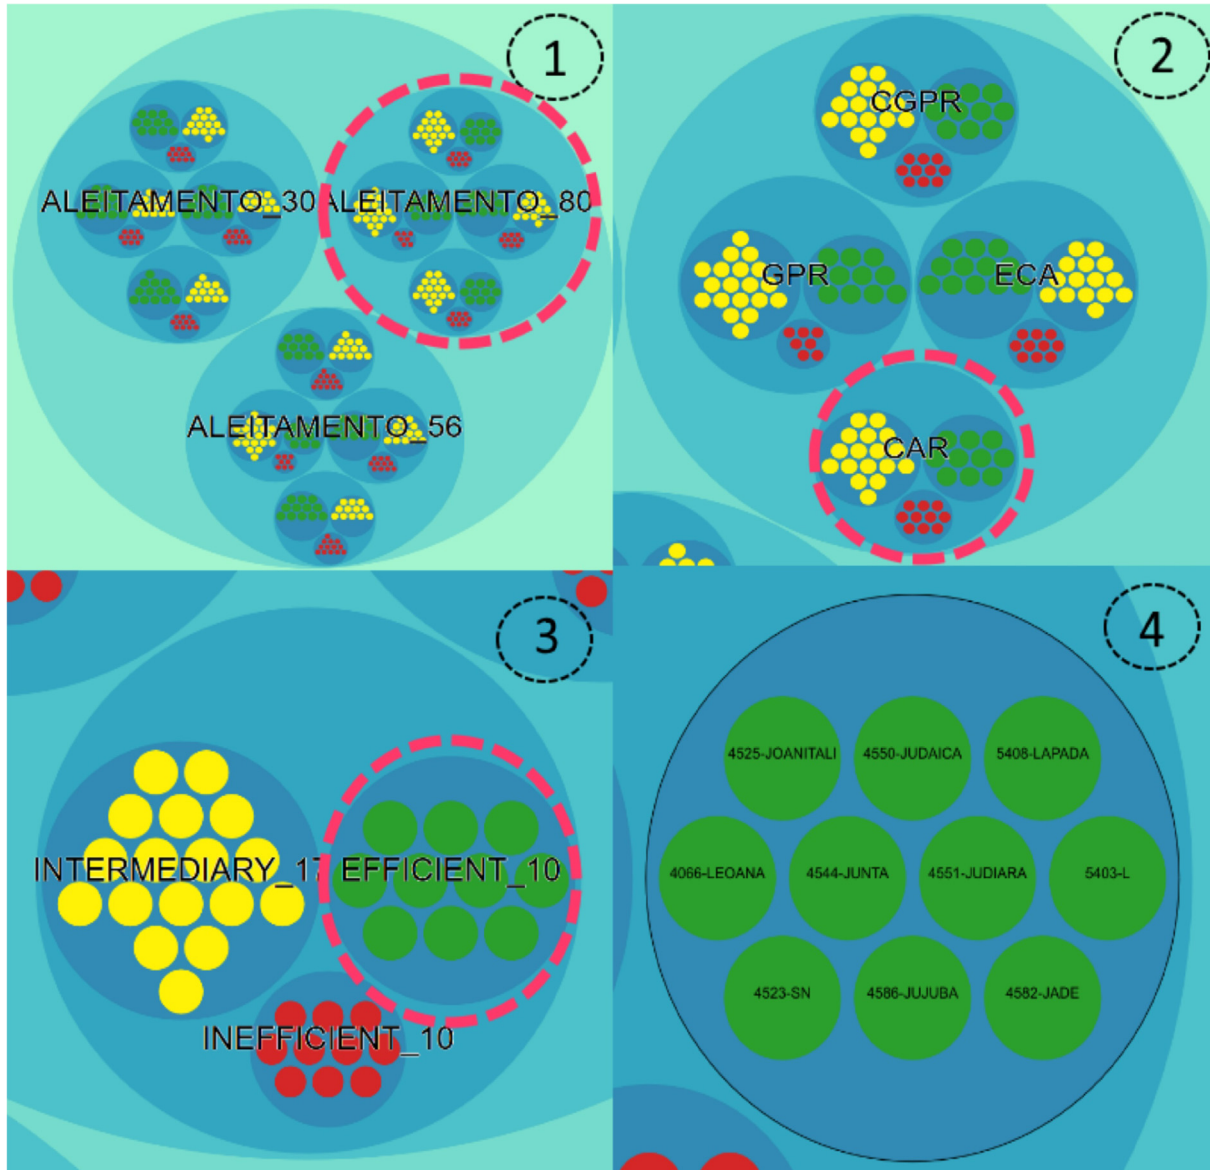 1
ALEITAMENTO_30
ALEITAMENTO_80
ALEITAMENTO_56
2
CGPR
GPR
ECA
CAR
3
INTERMEDIARY_17
EFFICIENT_10
INEFFICIENT_10
4
4525-JOANITALI
4550-JUDAICA
5408-LAPADA
4066-LEOANA
4544-JUNTA
4551-JUDIARA
5403-L
4523-SN
4586-JUJUBA
4582-JADE